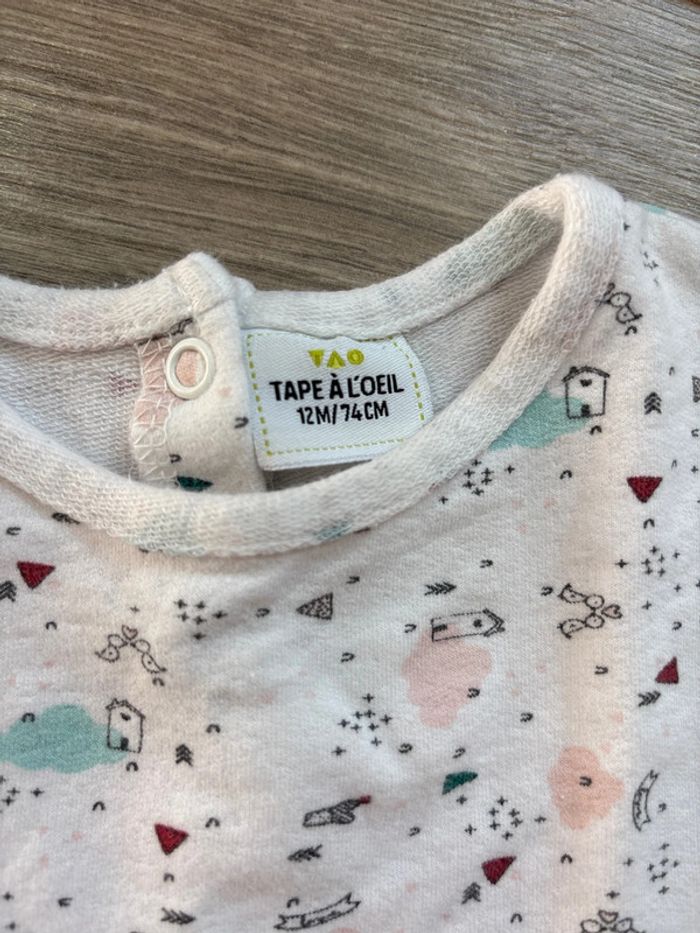 TAO
TAPE À L'OEIL
12M/74CM